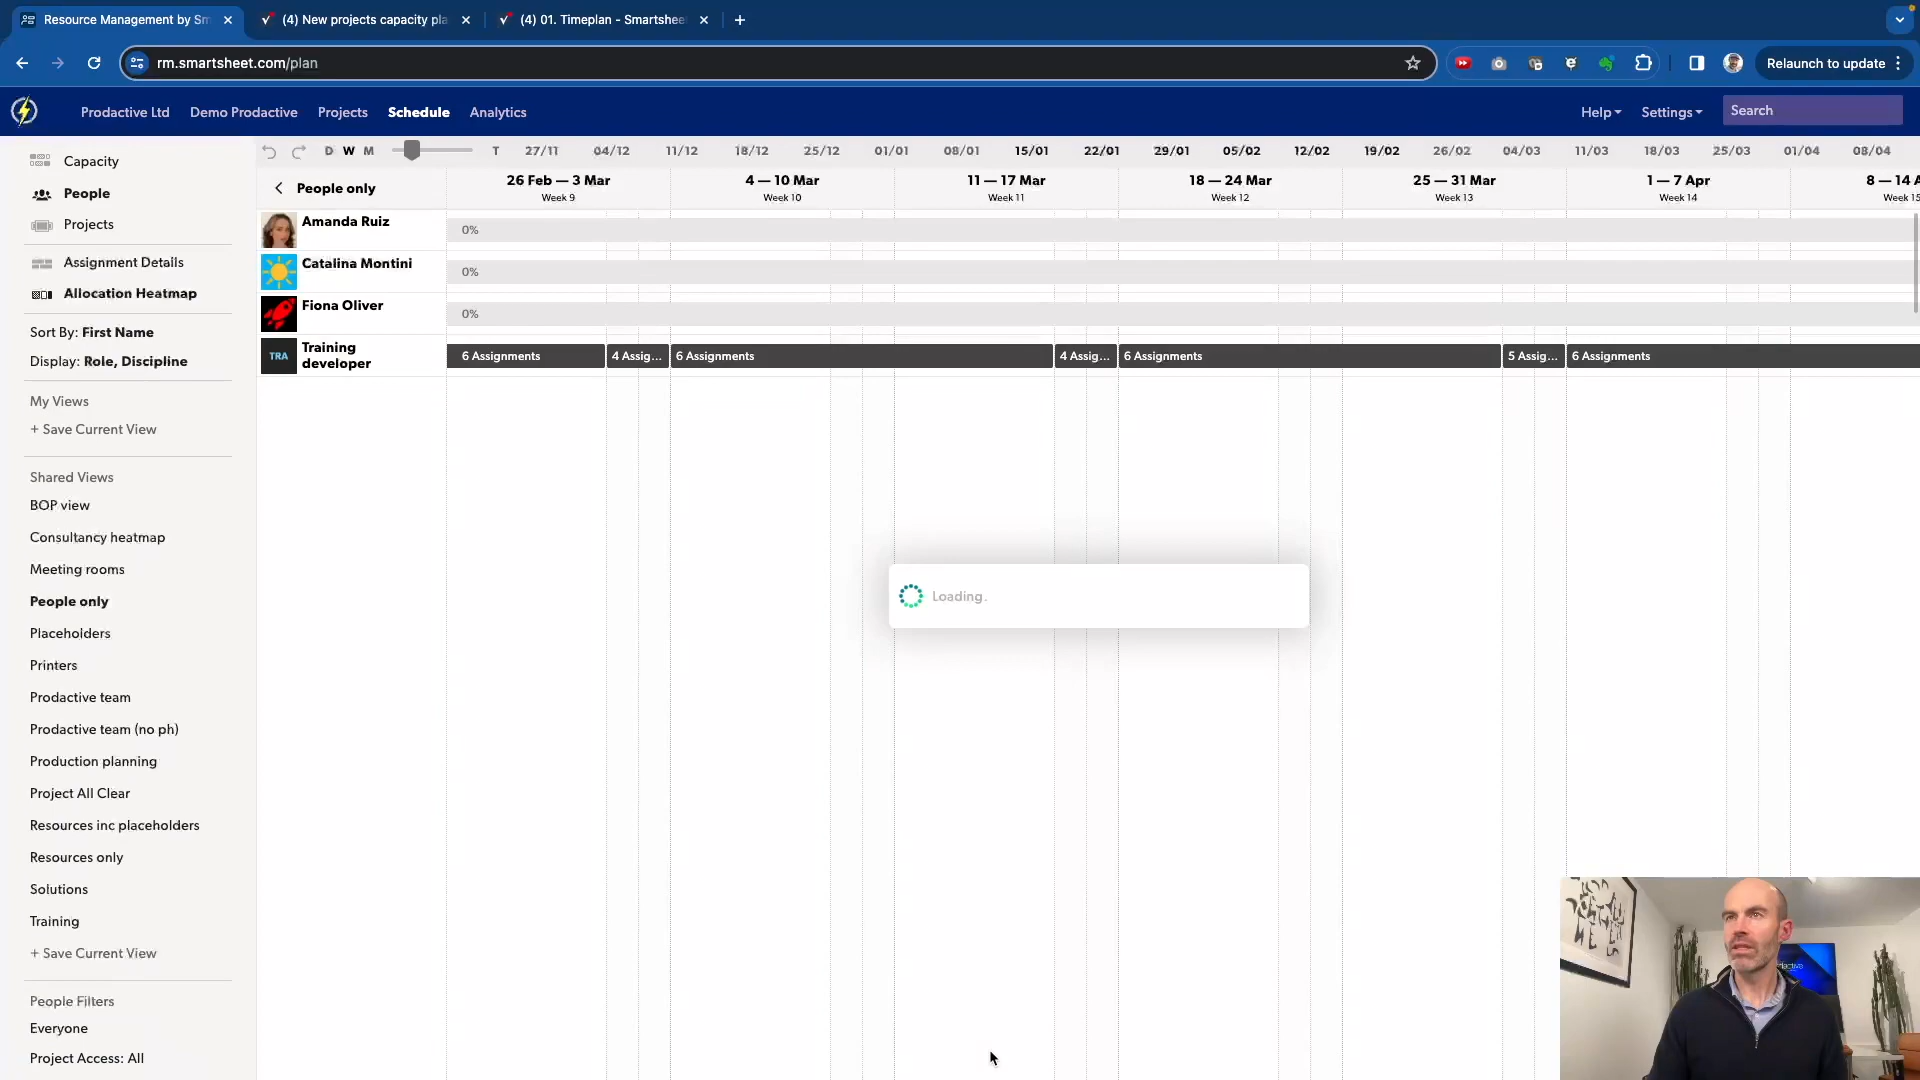 Resource Management by Sm
(4) New projects capacity pla
(4) 01. Timeplan - Smartshee
rm.smartsheet.com/plan
Relaunch to update
Prodactive Ltd
Demo Prodactive
Projects
Schedule
Analytics
Help
Settings
Search
Capacity
People
Projects
Assignment Details
Allocation Heatmap
Sort By: First Name
Display: Role, Discipline
My Views
+ Save Current View
Shared Views
BOP view
Consultancy heatmap
Meeting rooms
People only
Placeholders
Printers
Prodactive team
Prodactive team (no ph)
Production planning
Project All Clear
Resources inc placeholders
Resources only
Solutions
Training
+ Save Current View
People Filters
Everyone
Project Access: All
D W M T 27/11 04/12 11/12 18/12 25/12 01/01 08/01 15/01 22/01 29/01 05/02 12/02 19/02 26/02 04/03 11/03 18/03 25/03 01/04 08/04
People only
26 Feb — 3 Mar 4 — 10 Mar 11 — 17 Mar 18 — 24 Mar 25 — 31 Mar 1 — 7 Apr 8 — 14 A
Week 9 Week 10 Week 11 Week 12 Week 13 Week 14 Week 15
Amanda Ruiz
0%
Catalina Montini
0%
Fiona Oliver
0%
TRA
Training
developer
6 Assignments 4 Assig... 6 Assignments 4 Assig... 6 Assignments 5 Assig... 6 Assignments
Loading.